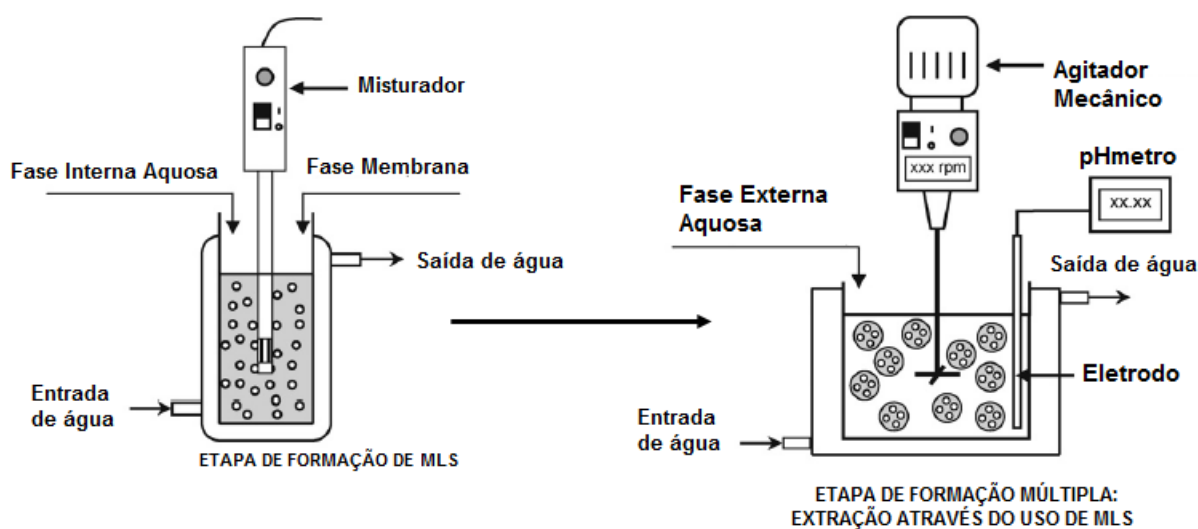 Misturador
Fase Interna Aquosa
Fase Membrana
Saída de água
Entrada
de água
ETAPA DE FORMAÇÃO DE MLS
Agitador
Mecânico
xxx rpm
pHmetro
xx.xx
Fase Externa
Aquosa
Saída de água
Eletrodo
Entrada
de água
ETAPA DE FORMAÇÃO MÚLTIPLA:
EXTRAÇÃO ATRAVÉS DO USO DE MLS